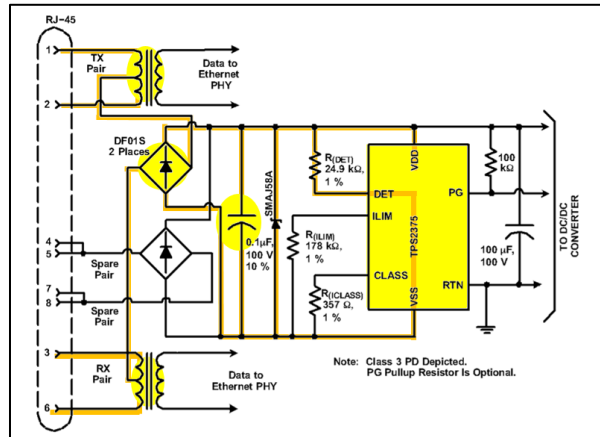 RJ-45
1
TX
Pair
2
Data to
Ethernet
PHY
DF01S
2 Places
4
5
Spare
Pair
7
8
Spare
Pair
3
RX
Pair
6
Data to
Ethernet PHY
0.1μF,
100 V
10 %
SMAJ58A
R(DET)
24.9 kΩ,
1 %
R(ILIM)
178 kΩ,
1 %
R(ICLASS)
357 Ω,
1 %
VDD
DET
ILIM
CLASS
TPS2375
PG
RTN
VSS
100
kΩ
100 μF,
100 V
TO DC/DC
CONVERTER
Note: Class 3 PD Depicted.
PG Pullup Resistor Is Optional.